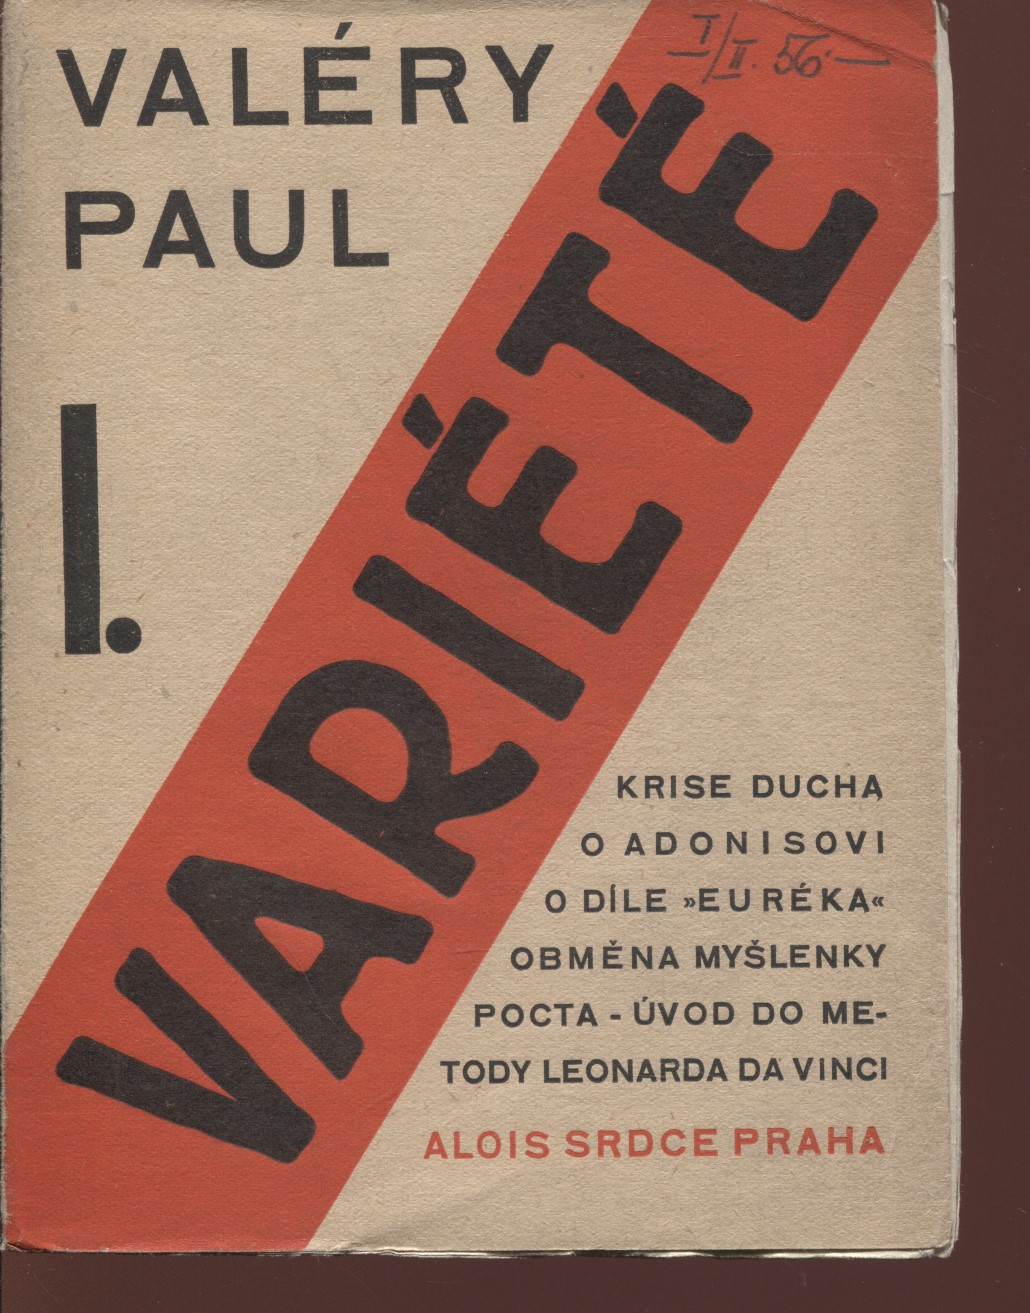 VALÉRY
PAUL
I.
VARIÉTÉ
I/II. 56.—
KRISE DUCHA
O ADONISOVI
O DÍLE »EURÉKA«
OBMĚNA MYŠLENKY
POCTA - ÚVOD DO ME-
TODY LEONARDA DA VINCI
ALOIS SRDCE PRAHA